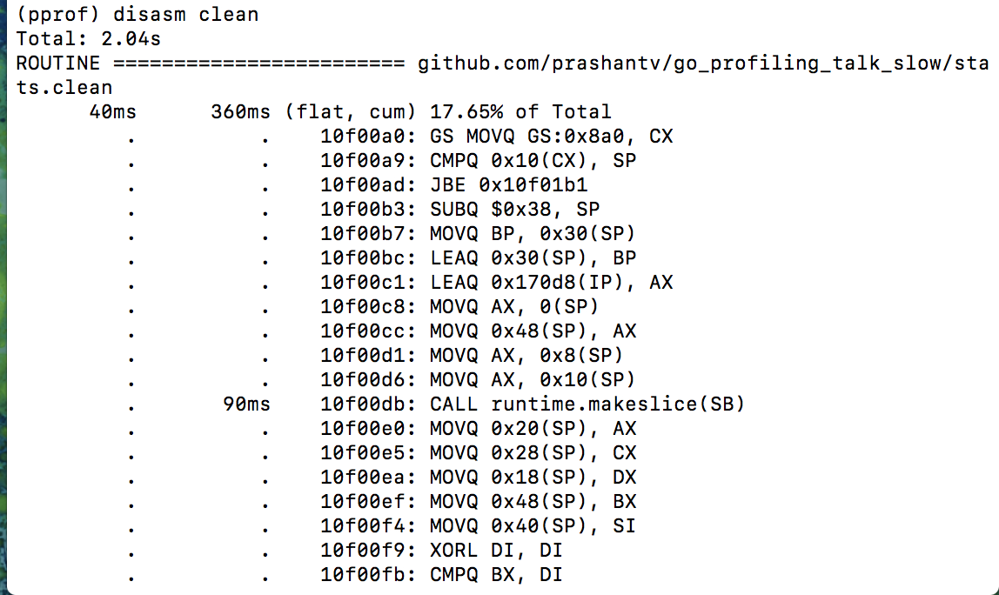 (pprof) disasm clean
Total: 2.04s
ROUTINE ======================== github.com/prashantv/go_profiling_talk_slow/sta
ts.clean
      40ms      360ms (flat, cum) 17.65% of Total
         .          .    10f00a0: GS MOVQ GS:0x8a0, CX
         .          .    10f00a9: CMPQ 0x10(CX), SP
         .          .    10f00ad: JBE 0x10f01b1
         .          .    10f00b3: SUBQ $0x38, SP
         .          .    10f00b7: MOVQ BP, 0x30(SP)
         .          .    10f00bc: LEAQ 0x30(SP), BP
         .          .    10f00c1: LEAQ 0x170d8(IP), AX
         .          .    10f00c8: MOVQ AX, 0(SP)
         .          .    10f00cc: MOVQ 0x48(SP), AX
         .          .    10f00d1: MOVQ AX, 0x8(SP)
         .          .    10f00d6: MOVQ AX, 0x10(SP)
         .       90ms    10f00db: CALL runtime.makeslice(SB)
         .          .    10f00e0: MOVQ 0x20(SP), AX
         .          .    10f00e5: MOVQ 0x28(SP), CX
         .          .    10f00ea: MOVQ 0x18(SP), DX
         .          .    10f00ef: MOVQ 0x48(SP), BX
         .          .    10f00f4: MOVQ 0x40(SP), SI
         .          .    10f00f9: XORL DI, DI
         .          .    10f00fb: CMPQ BX, DI